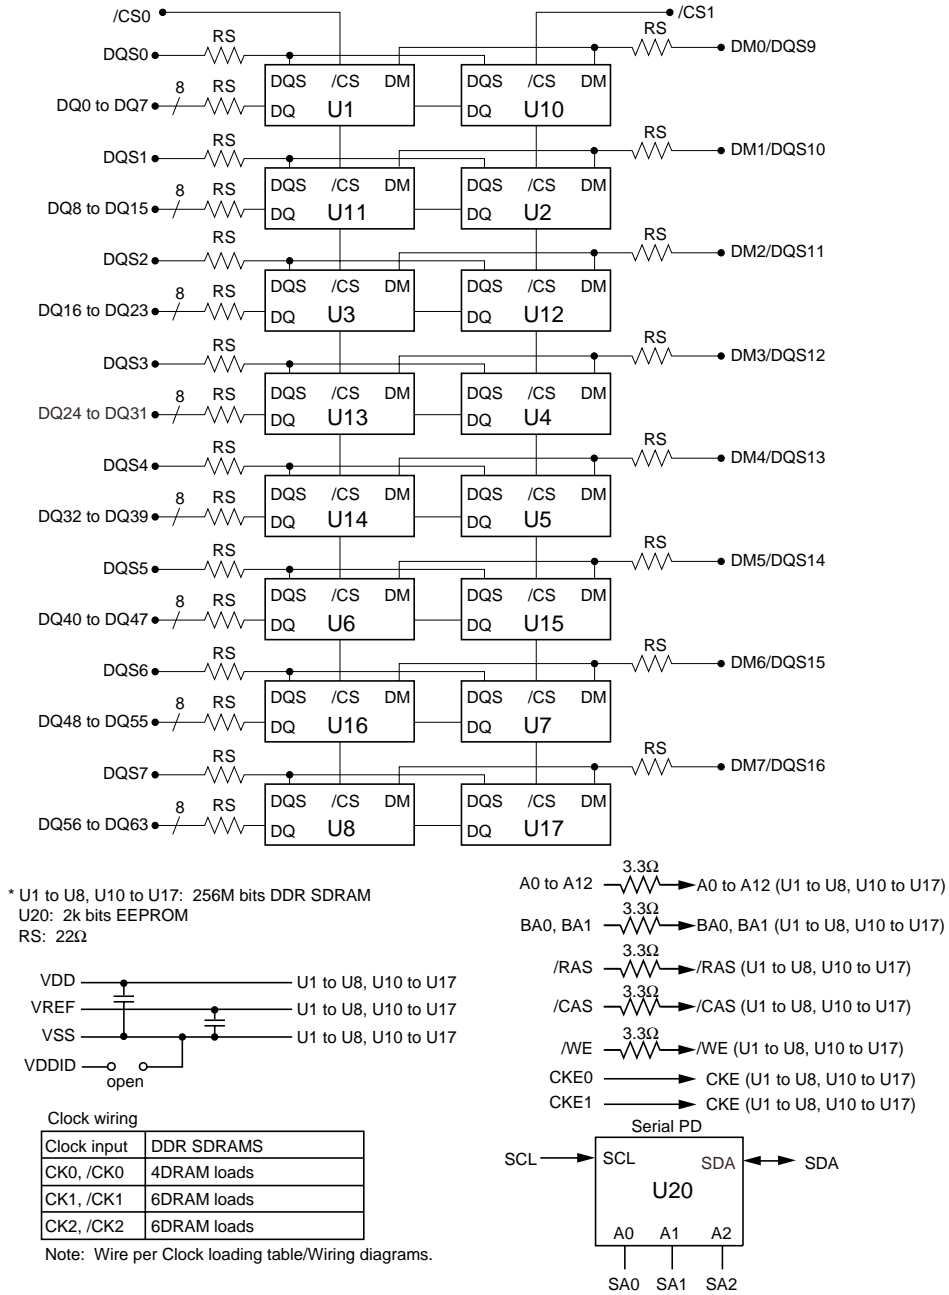 /CS0 /CS1
RS RS
DQS0 DM0/DQS9
DQS /CS DM DQS /CS DM
8 RS
DQ0 to DQ7 DQ U1 DQ U10
RS RS
DQS1 DM1/DQS10
DQS /CS DM DQS /CS DM
8 RS
DQ8 to DQ15 DQ U11 DQ U2
RS RS
DQS2 DM2/DQS11
DQS /CS DM DQS /CS DM
8 RS
DQ16 to DQ23 DQ U3 DQ U12
RS RS
DQS3 DM3/DQS12
DQS /CS DM DQS /CS DM
8 RS
DQ24 to DQ31 DQ U13 DQ U4
RS RS
DQS4 DM4/DQS13
DQS /CS DM DQS /CS DM
8 RS
DQ32 to DQ39 DQ U14 DQ U5
RS RS
DQS5 DM5/DQS14
DQS /CS DM DQS /CS DM
8 RS
DQ40 to DQ47 DQ U6 DQ U15
RS RS
DQS6 DM6/DQS15
DQS /CS DM DQS /CS DM
8 RS
DQ48 to DQ55 DQ U16 DQ U7
RS RS
DQS7 DM7/DQS16
DQS /CS DM DQS /CS DM
8 RS
DQ56 to DQ63 DQ U8 DQ U17
* U1 to U8, U10 to U17: 256M bits DDR SDRAM
U20: 2k bits EEPROM
RS: 22Ω
VDD U1 to U8, U10 to U17
VREF U1 to U8, U10 to U17
VSS U1 to U8, U10 to U17
VDDID
open
Clock wiring
Clock input DDR SDRAMS
CK0, /CK0 4DRAM loads
CK1, /CK1 6DRAM loads
CK2, /CK2 6DRAM loads
Note: Wire per Clock loading table/Wiring diagrams.
3.3Ω
A0 to A12 A0 to A12 (U1 to U8, U10 to U17)
3.3Ω
BA0, BA1 BA0, BA1 (U1 to U8, U10 to U17)
3.3Ω
/RAS /RAS (U1 to U8, U10 to U17)
3.3Ω
/CAS /CAS (U1 to U8, U10 to U17)
3.3Ω
/WE /WE (U1 to U8, U10 to U17)
CKE0 CKE (U1 to U8, U10 to U17)
CKE1 CKE (U1 to U8, U10 to U17)
Serial PD
SCL SCL SDA SDA
U20
A0 A1 A2
SA0 SA1 SA2